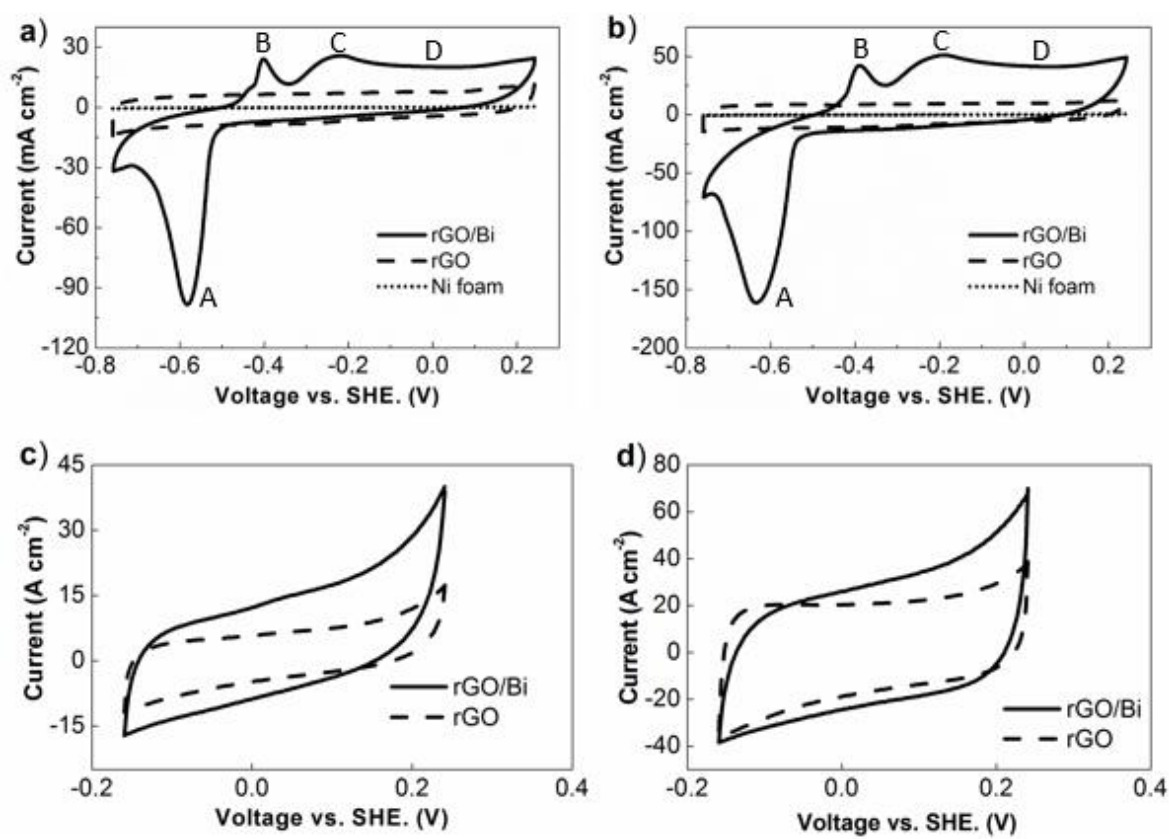 a)
B
C
D
30
0
-30
-60
-90
-120
Current (mA cm-2)
A
rGO/Bi
rGO
Ni foam
-0.8 -0.6 -0.4 -0.2 0.0 0.2
Voltage vs. SHE. (V)
b)
B
C
D
50
0
-50
-100
-150
-200
Current (mA cm-2)
A
rGO/Bi
rGO
Ni foam
-0.8 -0.6 -0.4 -0.2 0.0 0.2
Voltage vs. SHE. (V)
c)
45
30
15
0
-15
Current (A cm-2)
rGO/Bi
rGO
-0.2 0.0 0.2 0.4
Voltage vs. SHE. (V)
d)
80
60
40
20
0
-20
-40
Current (A cm-2)
rGO/Bi
rGO
-0.2 0.0 0.2 0.4
Voltage vs. SHE. (V)